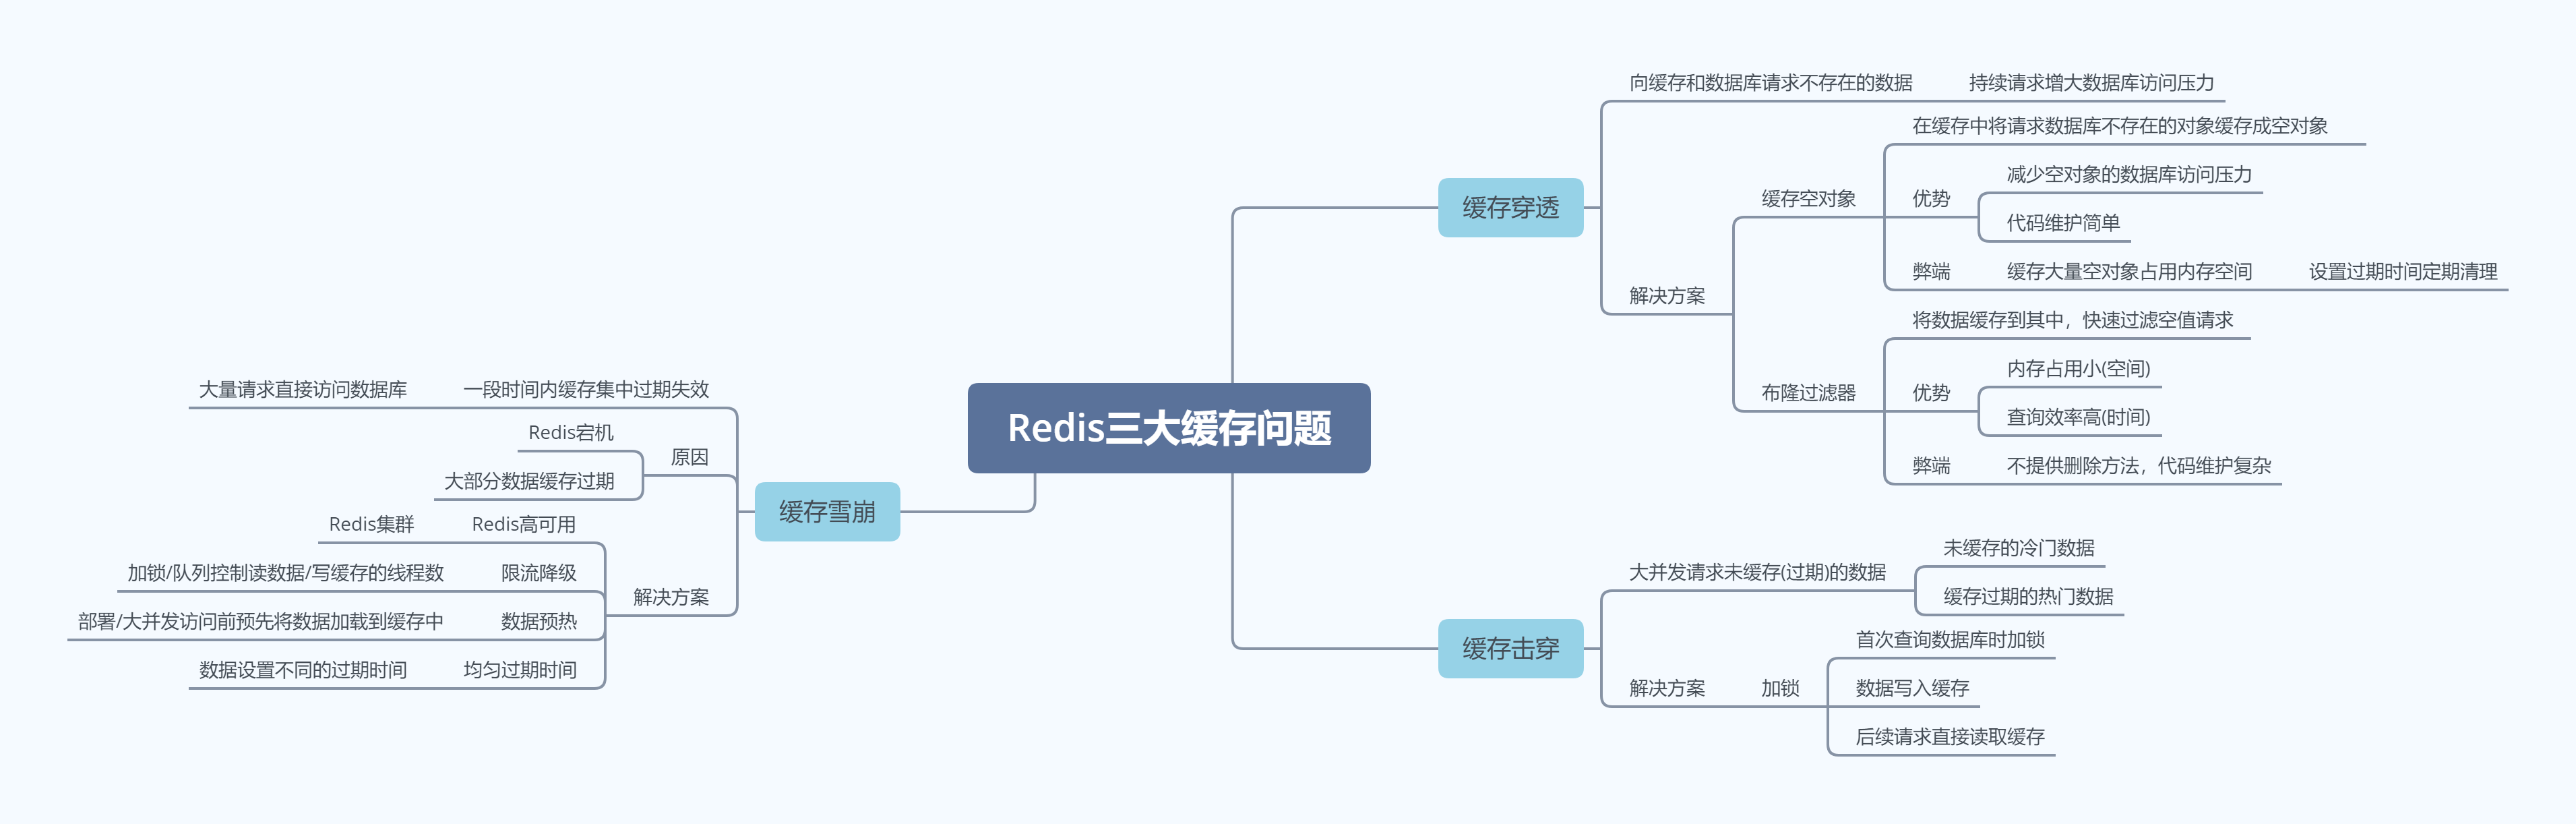 Redis三大缓存问题
缓存穿透
向缓存和数据库请求不存在的数据
持续请求增大数据库访问压力
解决方案
缓存空对象
在缓存中将请求数据库不存在的对象缓存成空对象
优势
减少空对象的数据库访问压力
代码维护简单
弊端
缓存大量空对象占用内存空间
设置过期时间定期清理
布隆过滤器
将数据缓存到其中，快速过滤空值请求
优势
内存占用小(空间)
查询效率高(时间)
弊端
不提供删除方法，代码维护复杂
缓存击穿
大并发请求未缓存(过期)的数据
未缓存的冷门数据
缓存过期的热门数据
解决方案
加锁
首次查询数据库时加锁
数据写入缓存
后续请求直接读取缓存
缓存雪崩
一段时间内缓存集中过期失效
大量请求直接访问数据库
原因
Redis宕机
大部分数据缓存过期
解决方案
Redis高可用
Redis集群
限流降级
加锁/队列控制读数据/写缓存的线程数
数据预热
部署/大并发访问前预先将数据加载到缓存中
均匀过期时间
数据设置不同的过期时间